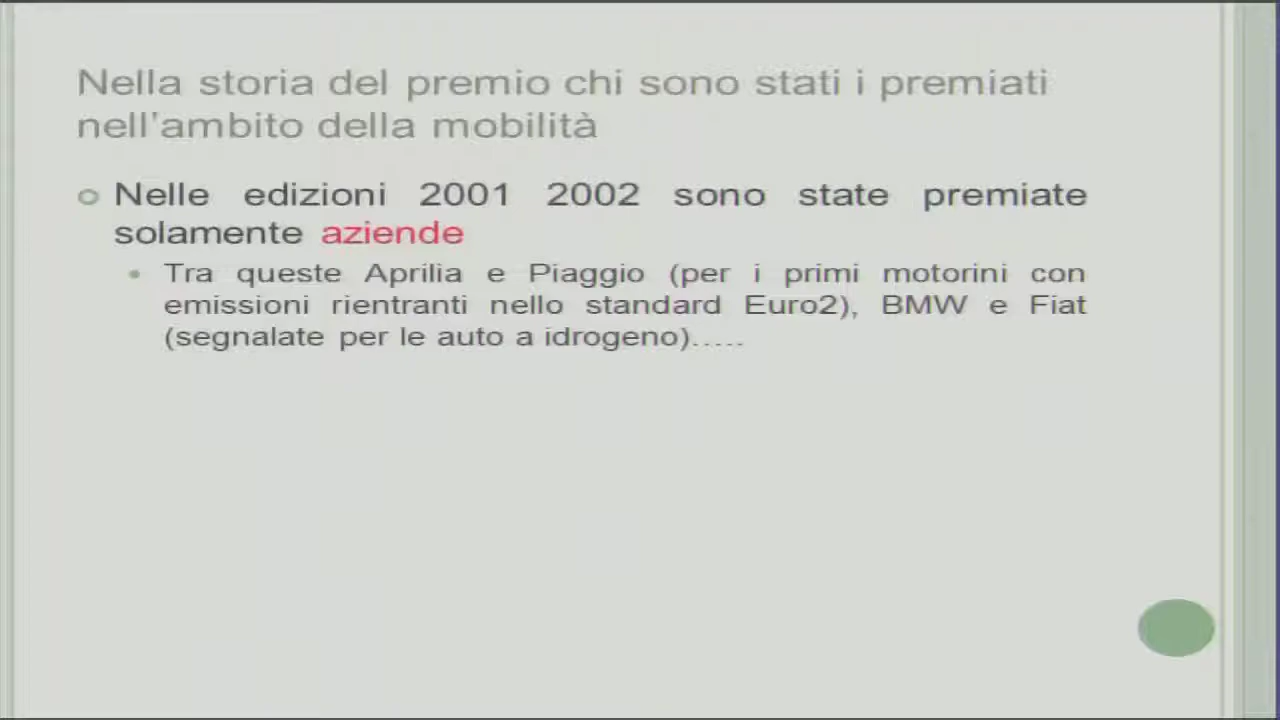 Nella storia del premio chi sono stati i premiati
nell'ambito della mobilità
Nelle edizioni 2001 2002 sono state premiate
solamente aziende
Tra queste Aprilia e Piaggio (per i primi motorini con
emissioni rientranti nello standard Euro2), BMW e Fiat
(segnalate per le auto a idrogeno).....